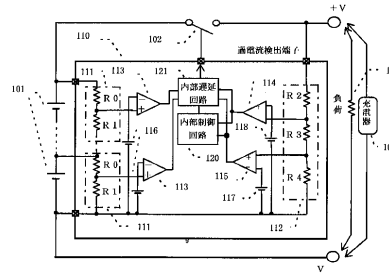 110
102
過電流検出端子
+V
111
113
121
114
101
R 0
R 1
内部遅延
回路
内部制御
回路
R 2
R 3
R 4
116
118
120
115
117
113
111
112
負荷
充電器
V